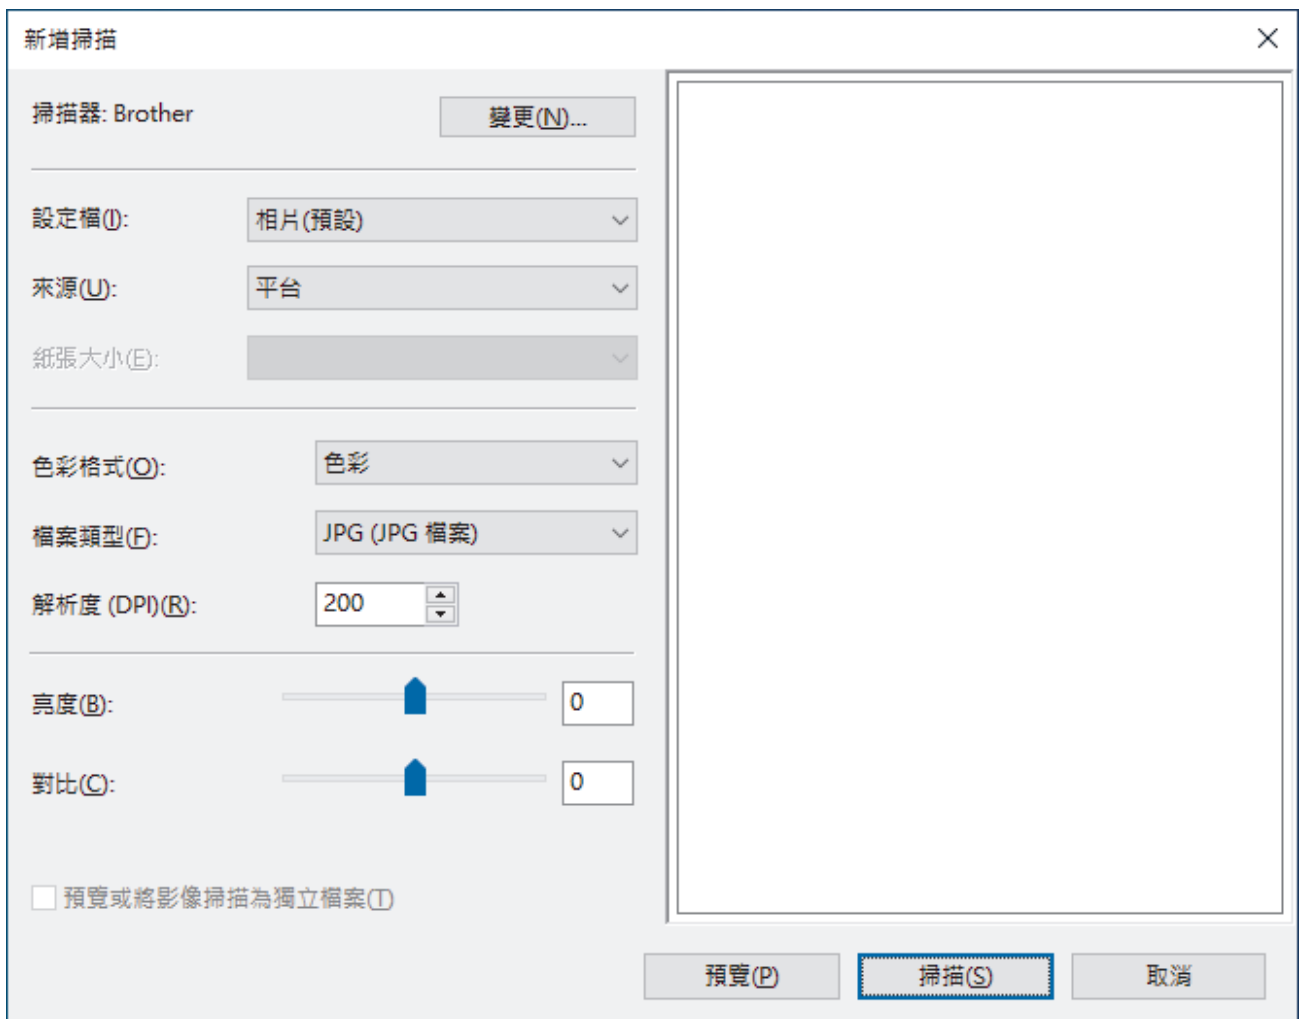 新增掃描
掃描器: Brother
變更(N)...
設定檔(I):
相片(預設)
來源(U):
平台
紙張大小(E):
色彩格式(O):
色彩
檔案類型(F):
JPG (JPG 檔案)
解析度 (DPI)(R):
200
亮度(B):
0
對比(C):
0
預覽或將影像掃描為獨立檔案(T)
預覽(P)
掃描(S)
取消